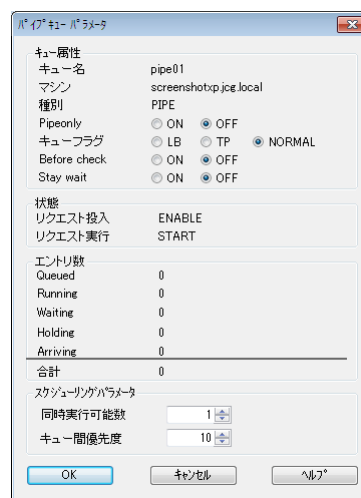 ﾊﾟｲﾌﾟｷｭｰ ﾊﾟﾗﾒｰﾀ
キュー属性
キュー名 pipe01
マシン screenshotxp.jcg.local
種別 PIPE
Pipeonly ON OFF
キューフラグ LB TP NORMAL
Before check ON OFF
Stay wait ON OFF
状態
リクエスト投入 ENABLE
リクエスト実行 START
エントリ数
Queued 0
Running 0
Waiting 0
Holding 0
Arriving 0
合計 0
ｽｹｼﾞｭｰﾘﾝｸﾞﾊﾟﾗﾒｰﾀ
同時実行可能数 1
キュー間優先度 10
OK ｷｬﾝｾﾙ ﾍﾙﾌﾟ